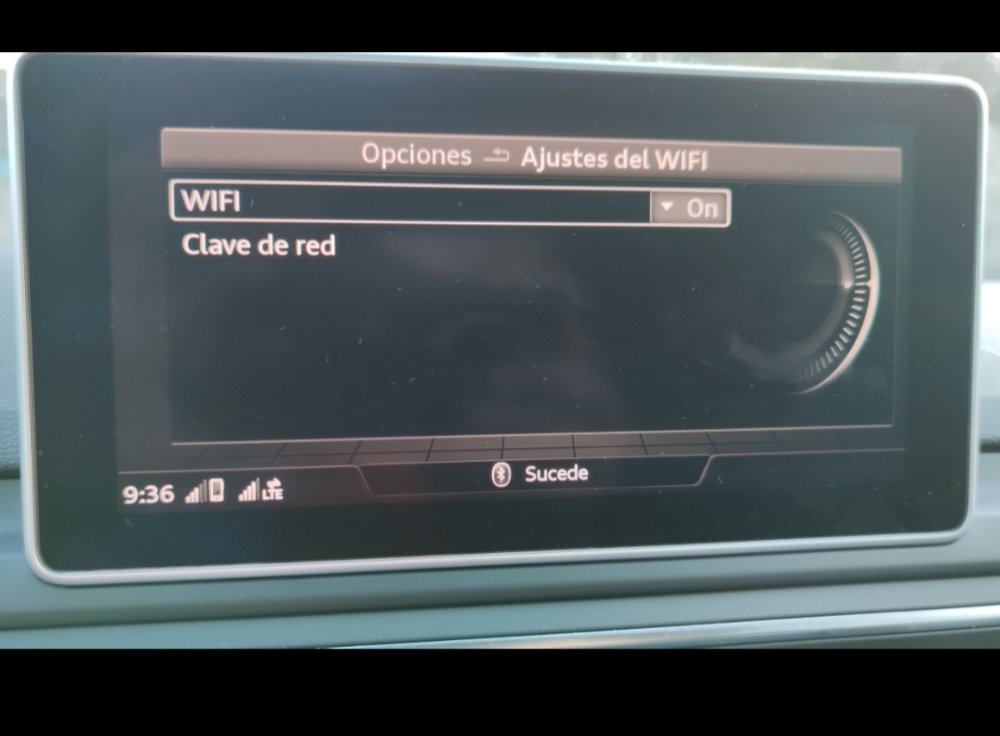 Opciones Ajustes del WIFI
WIFI On
Clave de red
Sucede
9:36 LTE